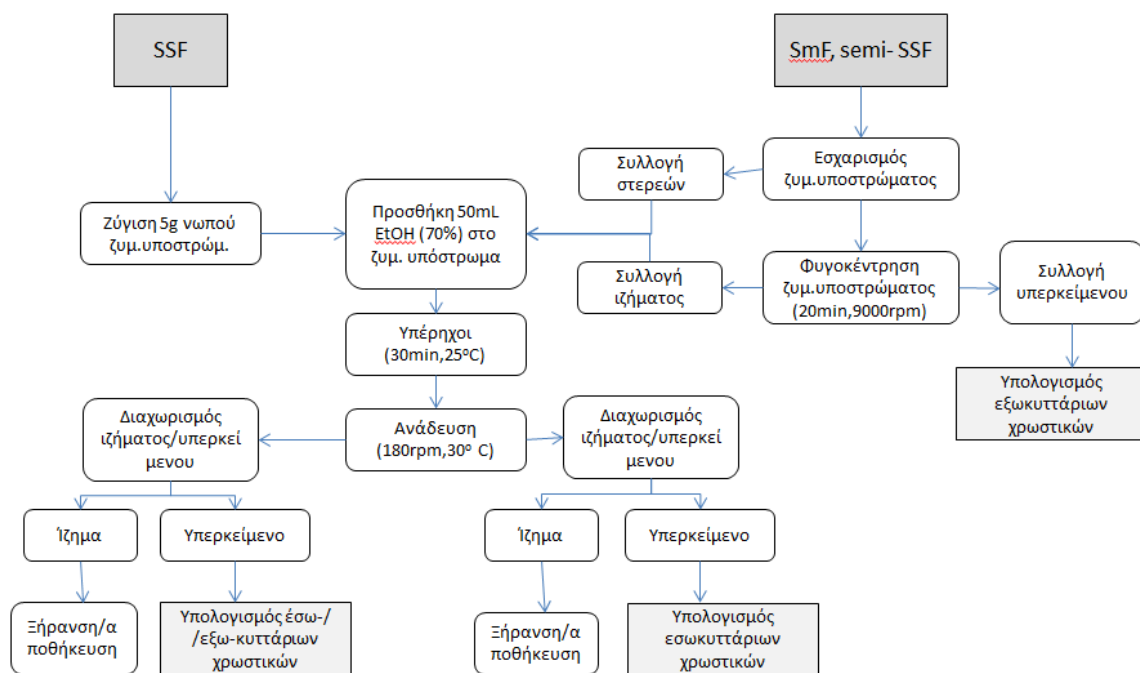 SSF
SmF, semi- SSF
Εσχαρισμός
ζυμ.υποστρώματος
Συλλογή
στερεών
Ζύγιση 5g νωπού
ζυμ.υποστρώμ.
Προσθήκη 50mL
EtOH (70%) στο
ζυμ. υπόστρωμα
Συλλογή
ιζήματος
Φυγοκέντρηση
ζυμ.υποστρώματος
(20min,9000rpm)
Συλλογή
υπερκείμενου
Υπέρηχοι
(30min,25°C)
Υπολογισμός
εξωκυττάριων
χρωστικών
Διαχωρισμός
ιζήματος/υπερκεί
μενου
Ανάδευση
(180rpm,30° C)
Διαχωρισμός
ιζήματος/υπερκεί
μενου
Ίζημα
Υπερκείμενο
Ίζημα
Υπερκείμενο
Ξήρανση/α
ποθήκευση
Υπολογισμός έσω-/
/εξω-κυττάριων
χρωστικών
Ξήρανση/α
ποθήκευση
Υπολογισμός
εσωκυττάριων
χρωστικών